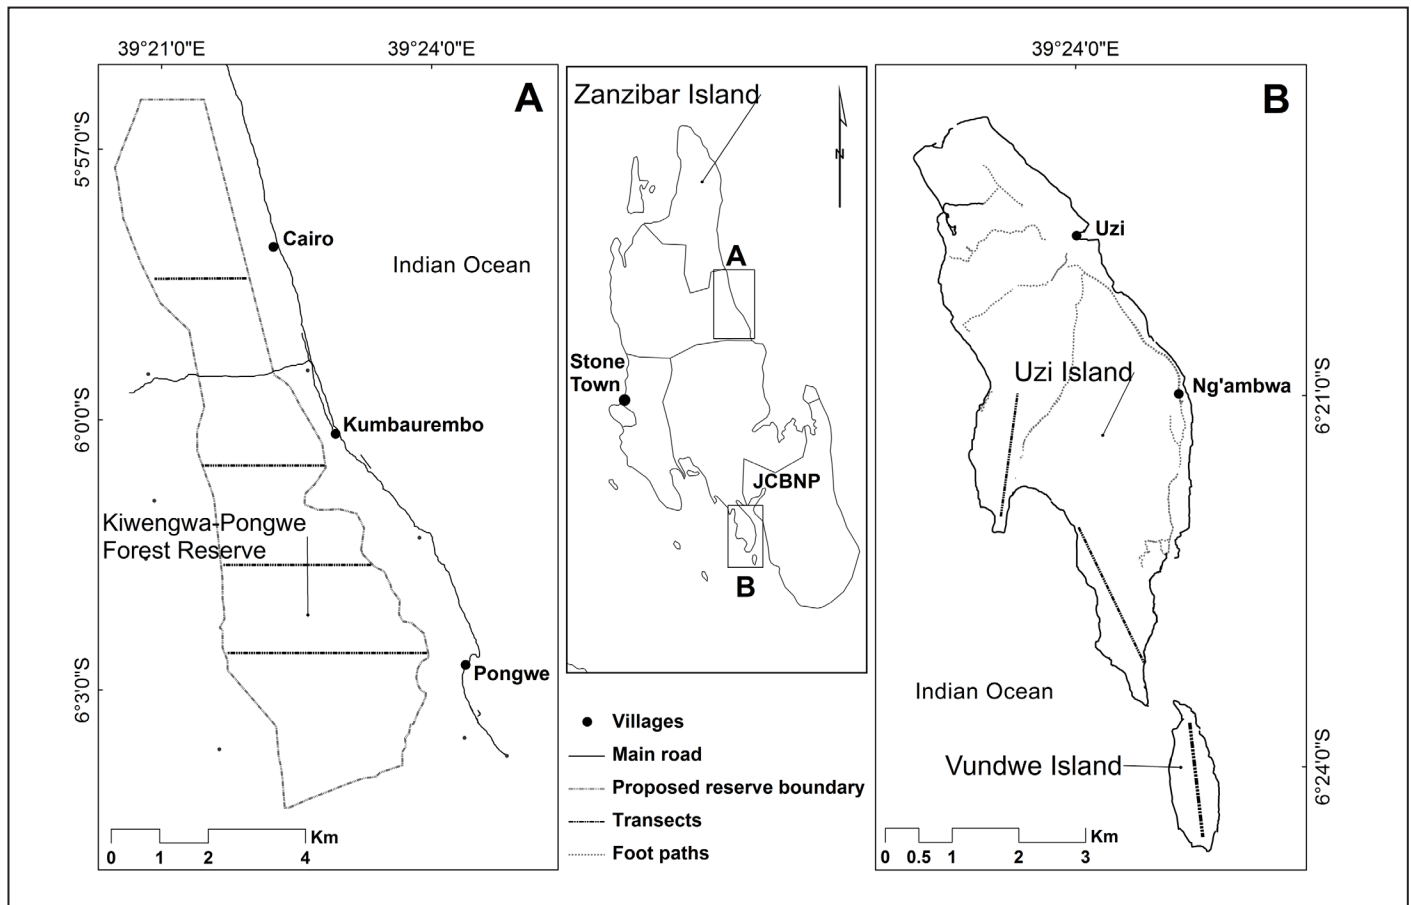 39°21'0"E
39°24'0"E
A
5°57'0"S
6°0'0"S
6°3'0"S
Cairo
Indian Ocean
Kumbaurembo
Kiwengwa-Pongwe
Forest Reserve
Pongwe
Km
0 1 2 4
Zanzibar Island
N
A
Stone
Town
JCBNP
B
Villages
Main road
Proposed reserve boundary
Transects
Foot paths
39°24'0"E
B
Uzi
Uzi Island
Ng'ambwa
6°21'0"S
Indian Ocean
Vundwe Island
6°24'0"S
Km
0 0.5 1 2 3